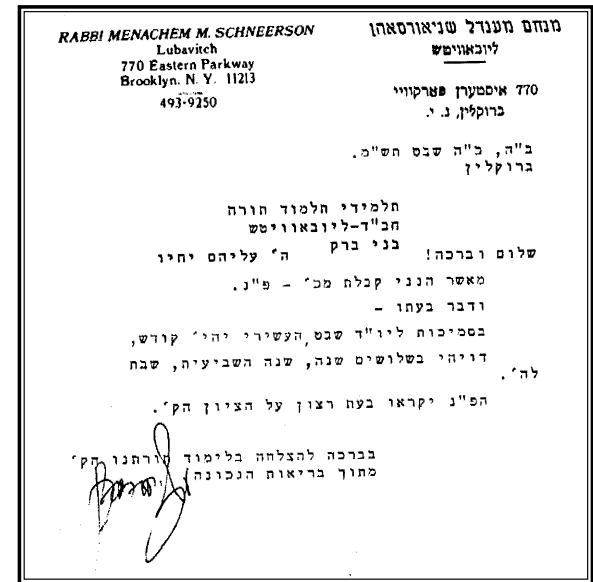 RABBI MENACHEM M. SCHNEERSON
Lubavitch
770 Eastern Parkway
Brooklyn. N. Y. 11213
493-9250
מנחם מענדל שניאורסאהן
ליובאוויטש
770 איסטערן פארקוויי
ברוקלין, נ. י.
ב"ה, כ"ה שבט תש"מ.
ברוקלין
תלמידי תלמוד תורה
חב"ד-ליובאוויטש
בני ברק
ה' עליהם יחיו
שלום וברכה!
מאשר הנני קבלת מכ' - פ"נ.
ודבר בעתו -
בסמיכות ליו"ד שבט, העשירי יהי' קודש,
דויהי בשלושים שנה, שנה השביעית, שבת
לה'.
הפ"נ יקראו בעת רצון על הציון הק'.
בברכה להצלחה בלימוד תורתנו הק'
מתוך בריאות הנכונה